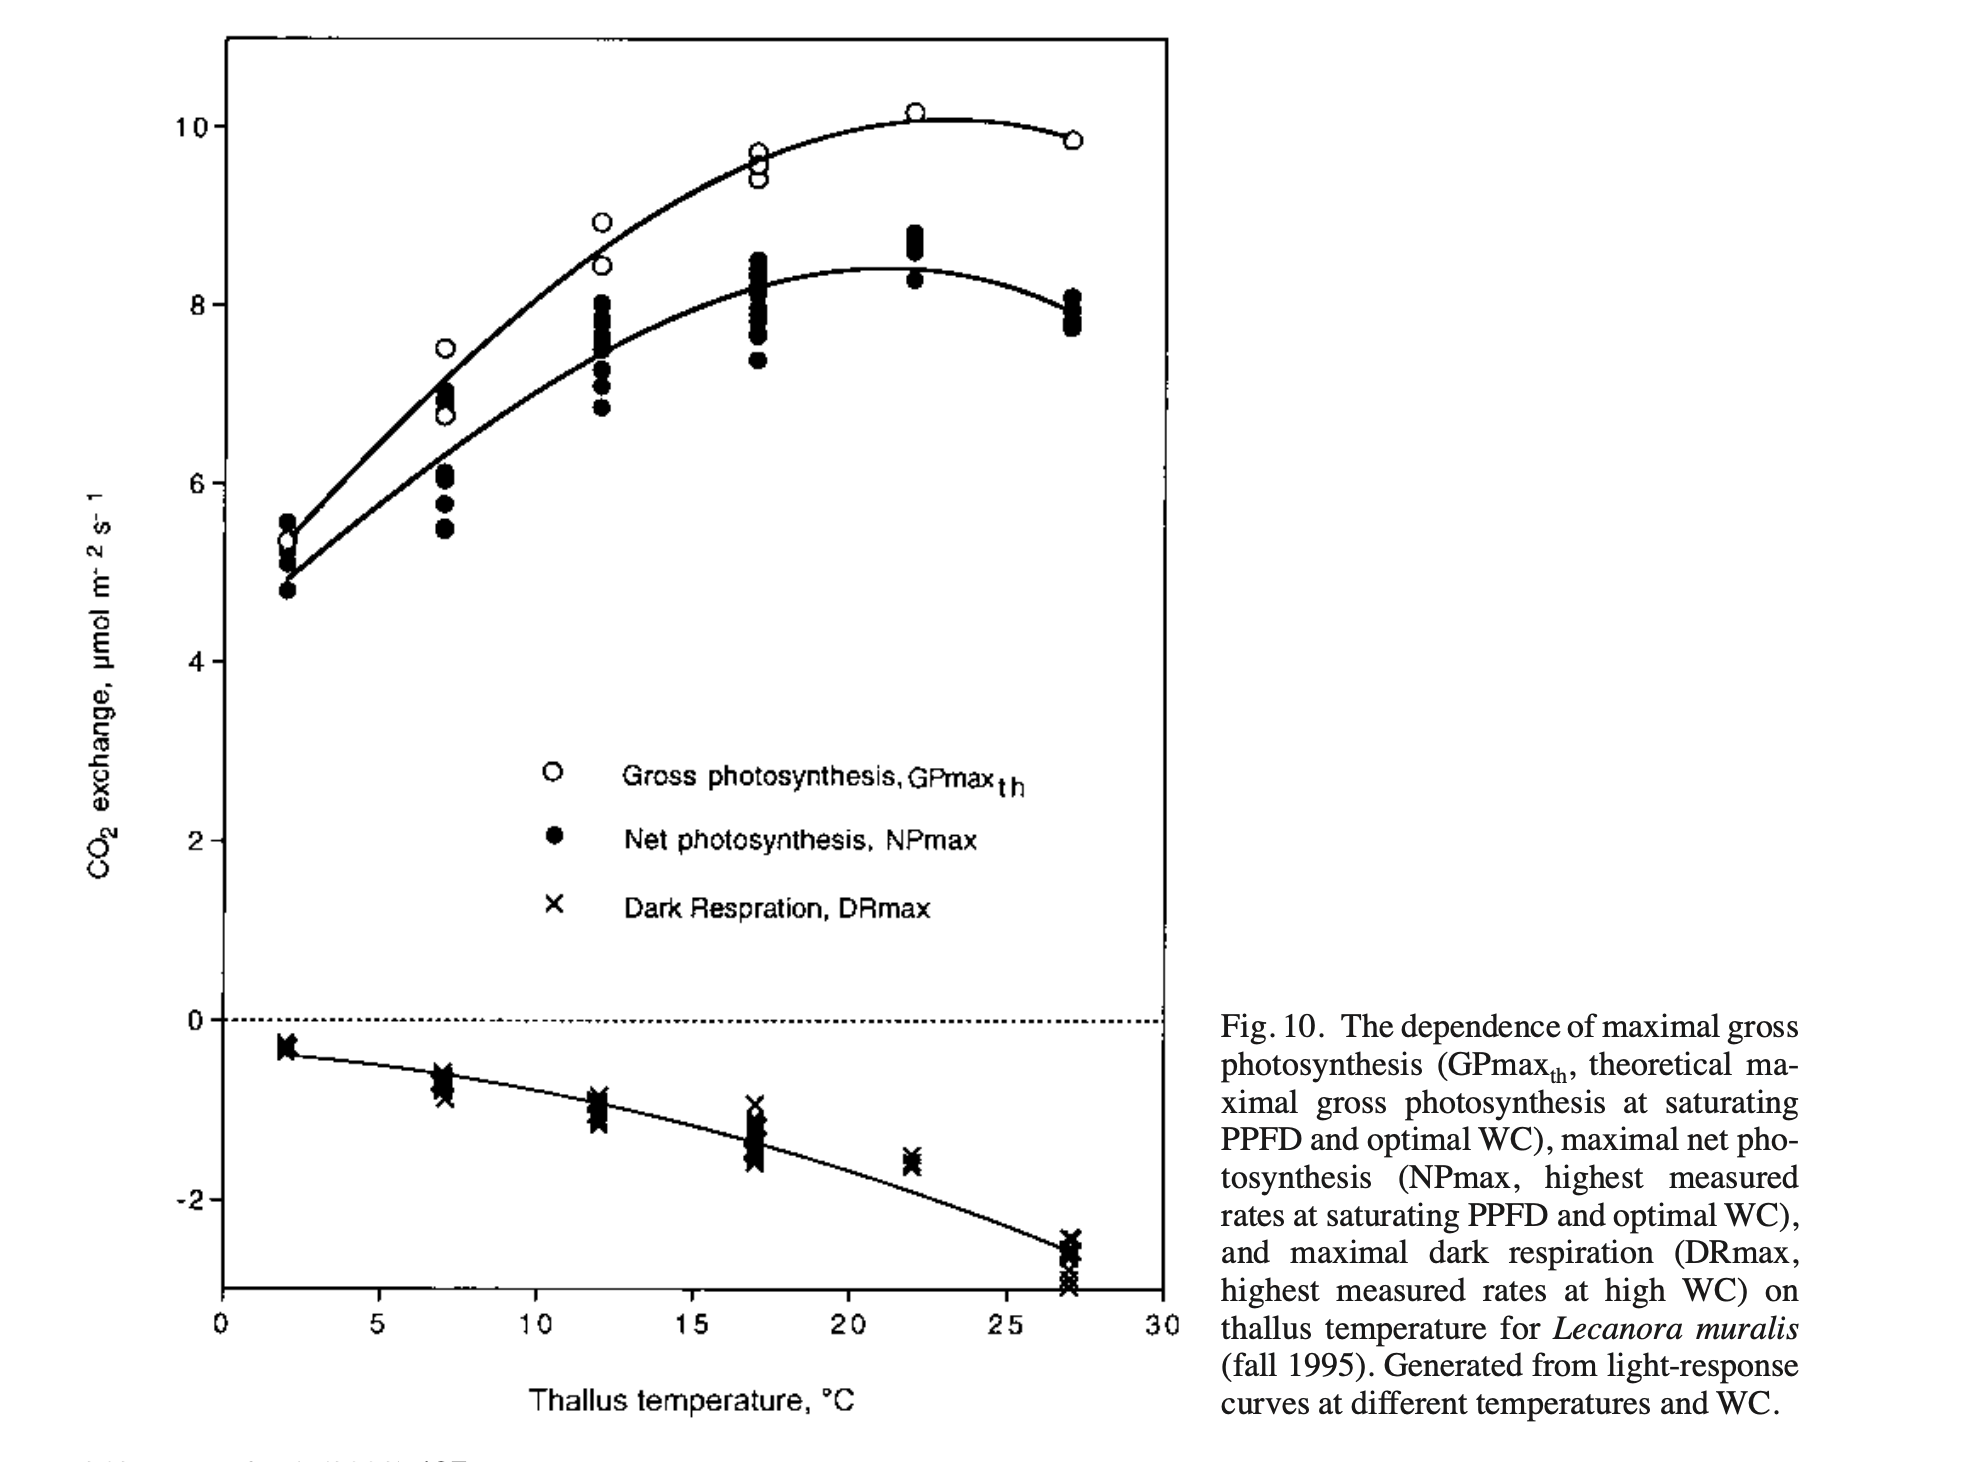 10
8
6
4
2
0
-2
CO2 exchange, µmol m-2 s-1
Gross photosynthesis, GPmax th
Net photosynthesis, NPmax
Dark Respration, DRmax
0 5 10 15 20 25 30
Thallus temperature, °C
Fig. 10. The dependence of maximal gross
photosynthesis (GPmaxth, theoretical ma-
ximal gross photosynthesis at saturating
PPFD and optimal WC), maximal net pho-
tosynthesis (NPmax, highest measured
rates at saturating PPFD and optimal WC),
and maximal dark respiration (DRmax,
highest measured rates at high WC) on
thallus temperature for Lecanora muralis
(fall 1995). Generated from light-response
curves at different temperatures and WC.